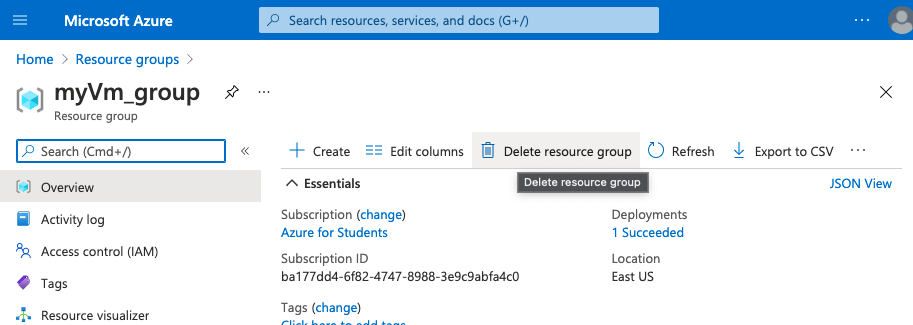 Microsoft Azure
Search resources, services, and docs (G+/)
...
Home > Resource groups >
myVm_group
...
Resource group
Search (Cmd+/)
«
+ Create
Edit columns
Delete resource group
Refresh
Export to CSV
...
Delete resource group
Overview
Activity log
Access control (IAM)
Tags
Resource visualizer
Essentials
JSON View
Subscription (change)
Azure for Students
Subscription ID
ba177dd4-6f82-4747-8988-3e9c9abfa4c0
Tags (change)
Click here to add tags
Deployments
1 Succeeded
Location
East US